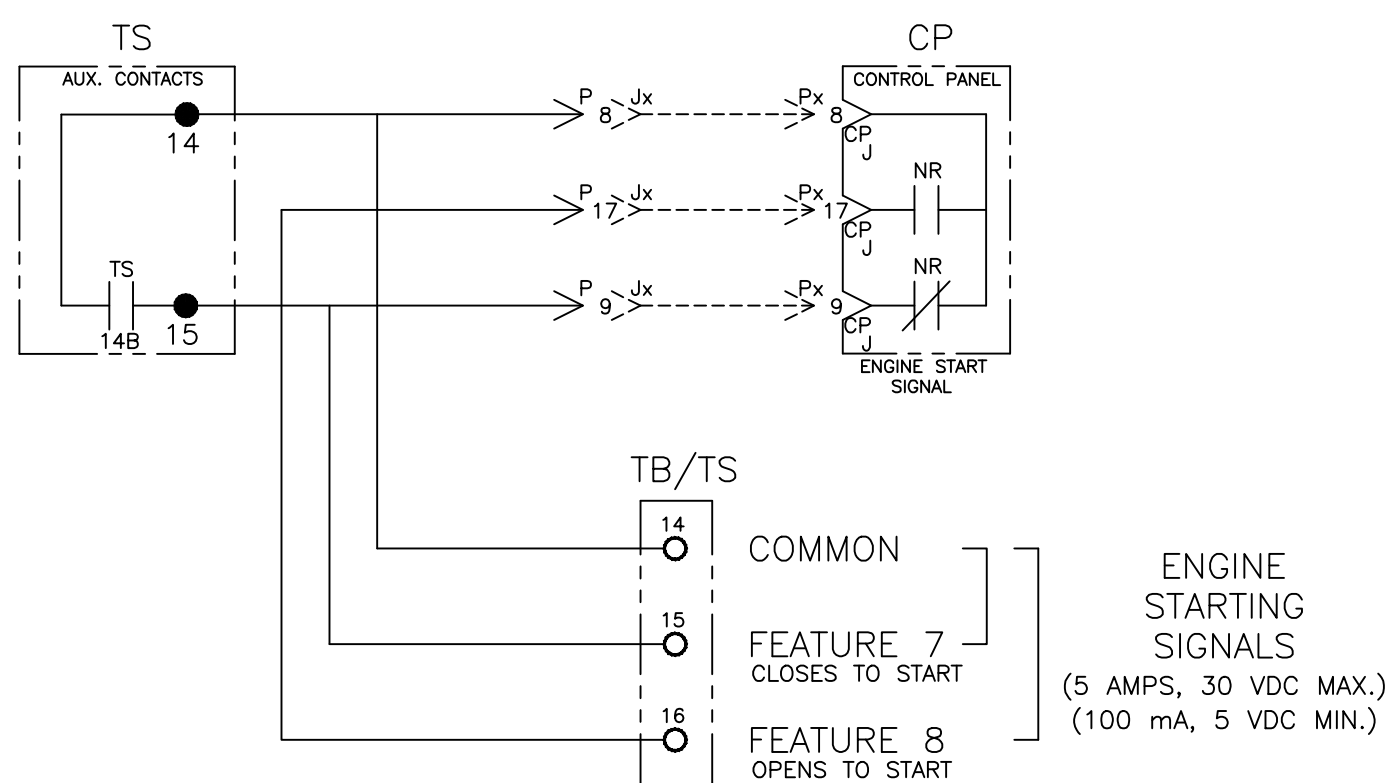 TS
CP
AUX. CONTACTS
CONTROL PANEL
P
8
Jx
Px
8
CP
J
14
P
17
Jx
Px
17
CP
J
NR
TS
14B
15
P
9
Jx
Px
9
CP
J
NR
ENGINE START
SIGNAL
TB/TS
14
COMMON
15
FEATURE 7
CLOSES TO START
16
FEATURE 8
OPENS TO START
ENGINE
STARTING
SIGNALS
(5 AMPS, 30 VDC MAX.)
(100 mA, 5 VDC MIN.)